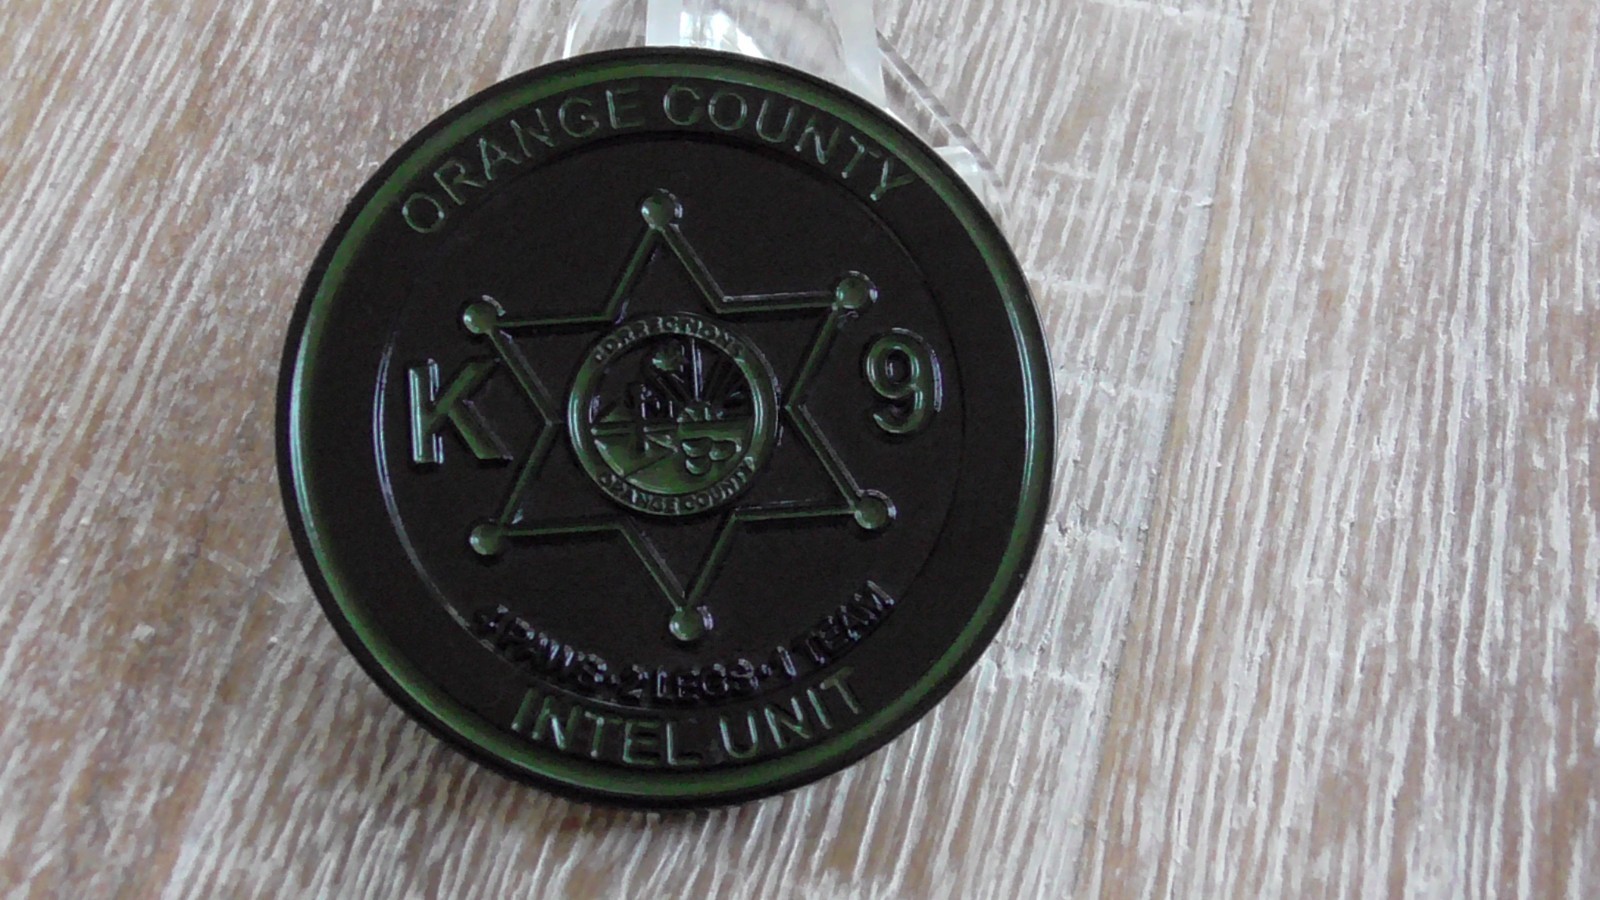 ORANGE COUNTY
K 9
CORRECTIONS
ORANGE COUNTY
4 PAWS-2 LEGS-1 TEAM
INTEL UNIT